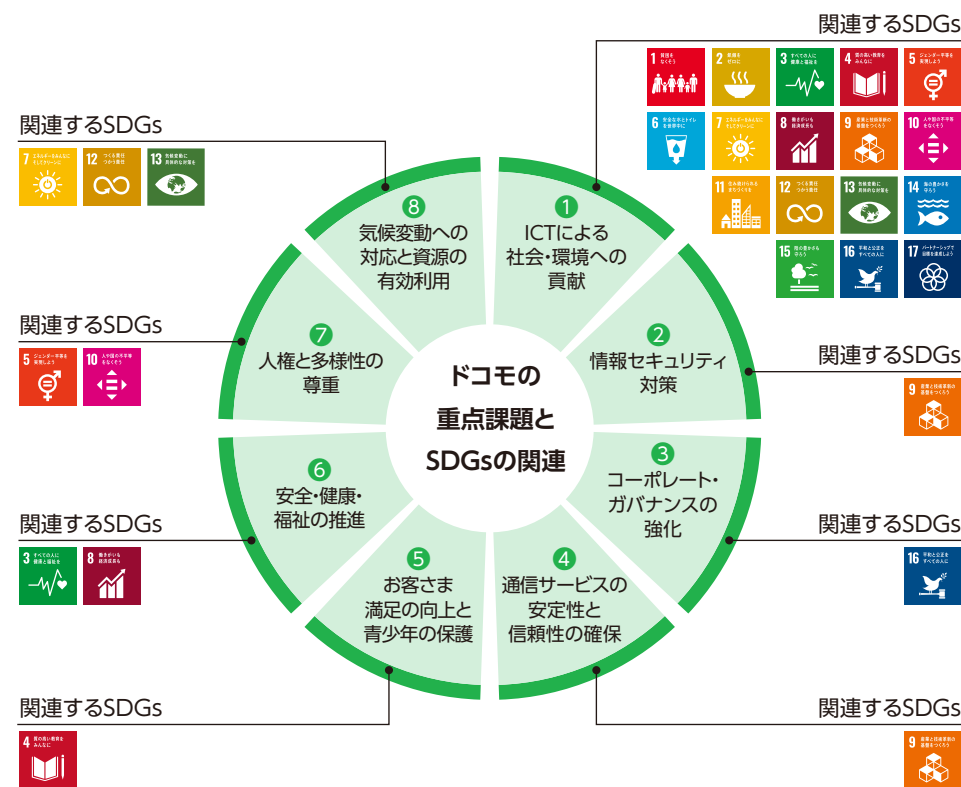 関連するSDGs
1 貧困を
なくそう
2 飢餓を
ゼロに
3 すべての人に
健康と福祉を
4 質の高い教育を
みんなに
5 ジェンダー平等を
実現しよう
6 安全な水とトイレ
を世界中に
7 エネルギーをみんなに
そしてクリーンに
8 働きがいも
経済成長も
9 産業と技術革新の
基盤をつくろう
10 人や国の不平等
をなくそう
11 住み続けられる
まちづくりを
12 つくる責任
つかう責任
13 気候変動に
具体的な対策を
14 海の豊かさを
守ろう
15 陸の豊かさも
守ろう
16 平和と公正を
すべての人に
17 パートナーシップで
目標を達成しよう
関連するSDGs
7 エネルギーをみんなに
そしてクリーンに
12 つくる責任
つかう責任
13 気候変動に
具体的な対策を
8
気候変動への
対応と資源の
有効利用
1
ICTによる
社会・環境への
貢献
関連するSDGs
5 ジェンダー平等を
実現しよう
10 人や国の不平等
をなくそう
7
人権と多様性の
尊重
2
情報セキュリティ
対策
関連するSDGs
9 産業と技術革新の
基盤をつくろう
ドコモの
重点課題と
SDGsの関連
6
安全・健康・
福祉の推進
3
コーポレート・
ガバナンスの
強化
関連するSDGs
3 すべての人に
健康と福祉を
8 働きがいも
経済成長も
関連するSDGs
16 平和と公正を
すべての人に
5
お客さま
満足の向上と
青少年の保護
4
通信サービスの
安定性と
信頼性の確保
関連するSDGs
4 質の高い教育を
みんなに
関連するSDGs
9 産業と技術革新の
基盤をつくろう